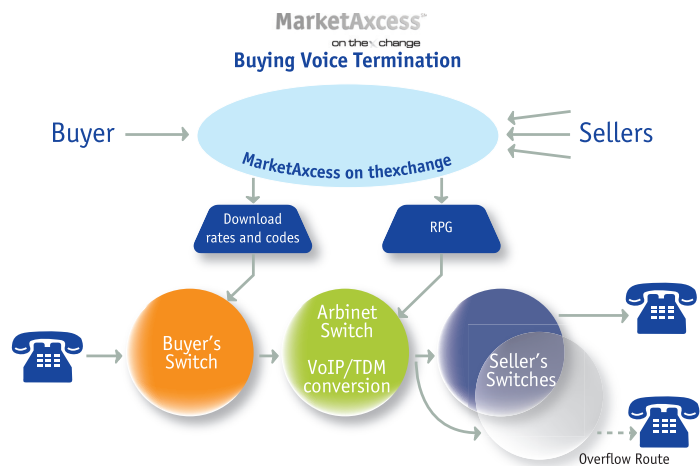 MarketAxcess℠
on the x change
Buying Voice Termination
Buyer
Sellers
MarketAxcess on thexchange
Download
rates and codes
RPG
Buyer's
Switch
Arbinet
Switch
VoIP/TDM
conversion
Seller's
Switches
Overflow Route